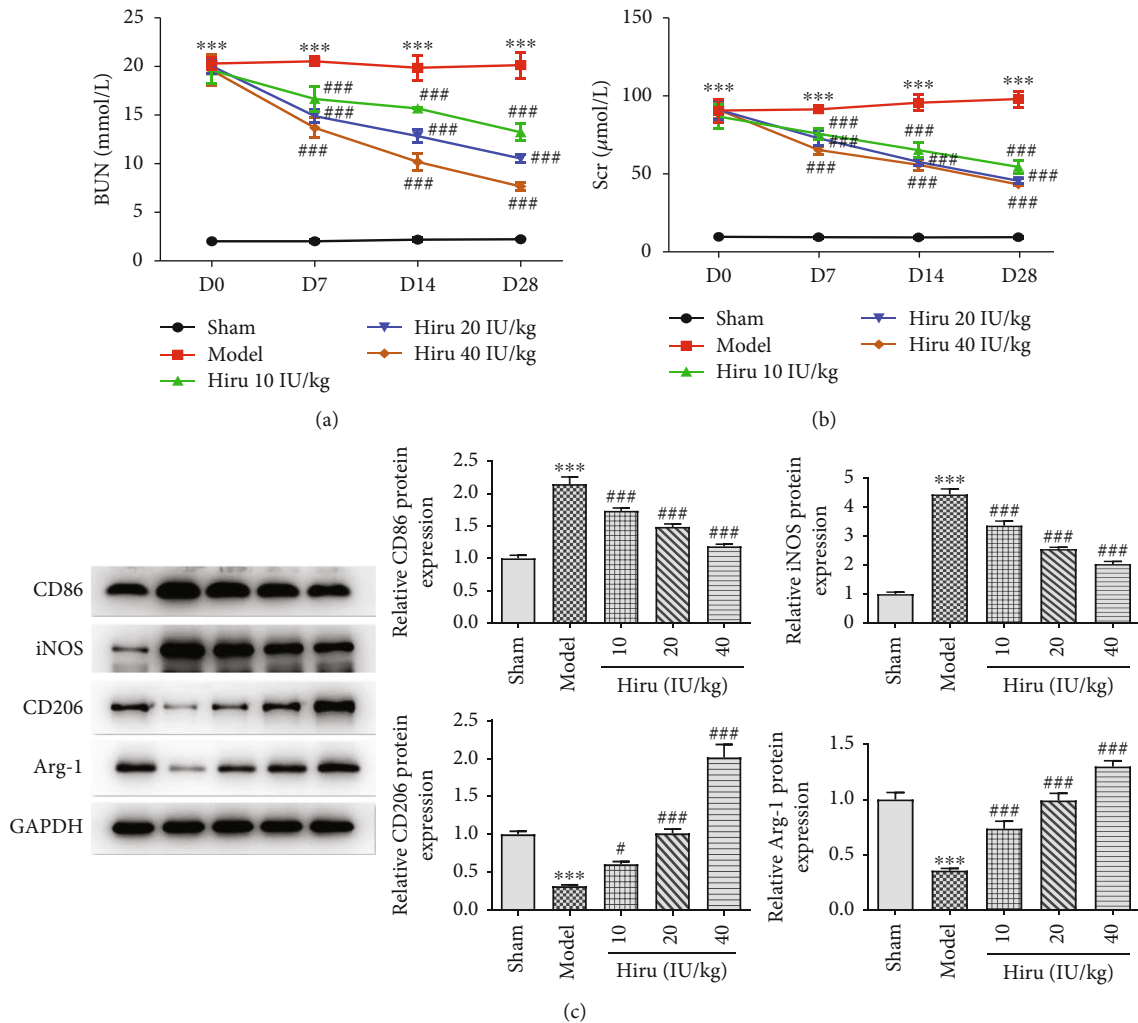 25
20
15
10
5
0
BUN (mmol/L)
***
***
***
***
###
###
###
###
###
###
###
###
###
D0
D7
D14
D28
Sham
Model
Hiru 10 IU/kg
Hiru 20 IU/kg
Hiru 40 IU/kg
(a)
150
100
50
0
Scr (μmol/L)
***
***
***
***
###
###
###
###
###
###
###
###
###
D0
D7
D14
D28
Sham
Model
Hiru 10 IU/kg
Hiru 20 IU/kg
Hiru 40 IU/kg
(b)
CD86
iNOS
CD206
Arg-1
GAPDH
Relative CD86 protein
expression
2.5
2.0
1.5
1.0
0.5
0.0
***
###
###
###
Sham
Model
10
20
40
Hiru (IU/kg)
Relative iNOS protein
expression
5
4
3
2
1
0
***
###
###
###
Sham
Model
10
20
40
Hiru (IU/kg)
Relative CD206 protein
expression
2.5
2.0
1.5
1.0
0.5
0.0
***
#
###
###
Sham
Model
10
20
40
Hiru (IU/kg)
Relative Arg-1 protein
expression
1.5
1.0
0.5
0.0
***
###
###
###
Sham
Model
10
20
40
Hiru (IU/kg)
(c)